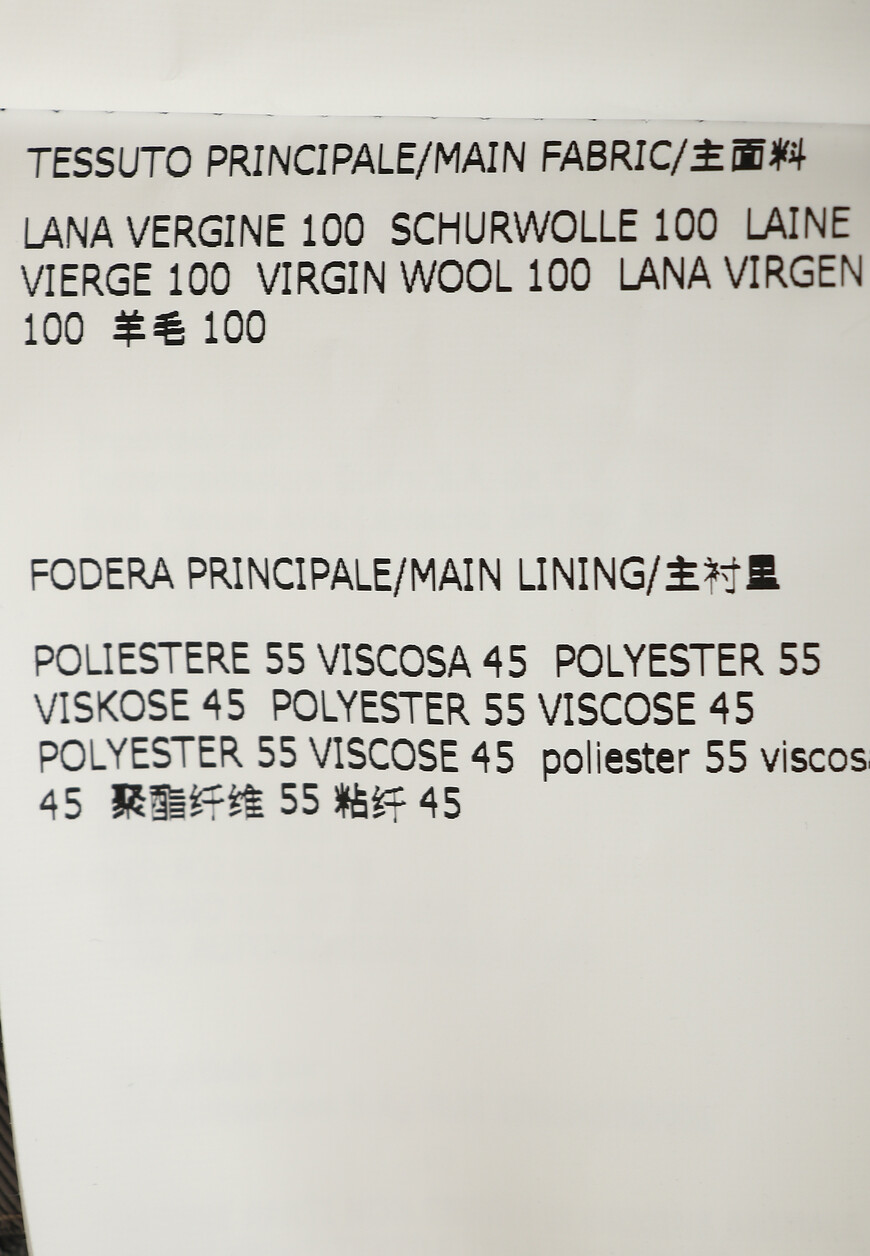 TESSUTO PRINCIPALE/MAIN FABRIC/主面料
LANA VERGINE 100 SCHURWOLLE 100 LAINE
VIERGE 100 VIRGIN WOOL 100 LANA VIRGEN
100 羊毛 100
FODERA PRINCIPALE/MAIN LINING/主衬里
POLIESTERE 55 VISCOSA 45 POLYESTER 55
VISKOSE 45 POLYESTER 55 VISCOSE 45
POLYESTER 55 VISCOSE 45 poliester 55 viscosa
45 聚酯纤维 55 粘纤 45